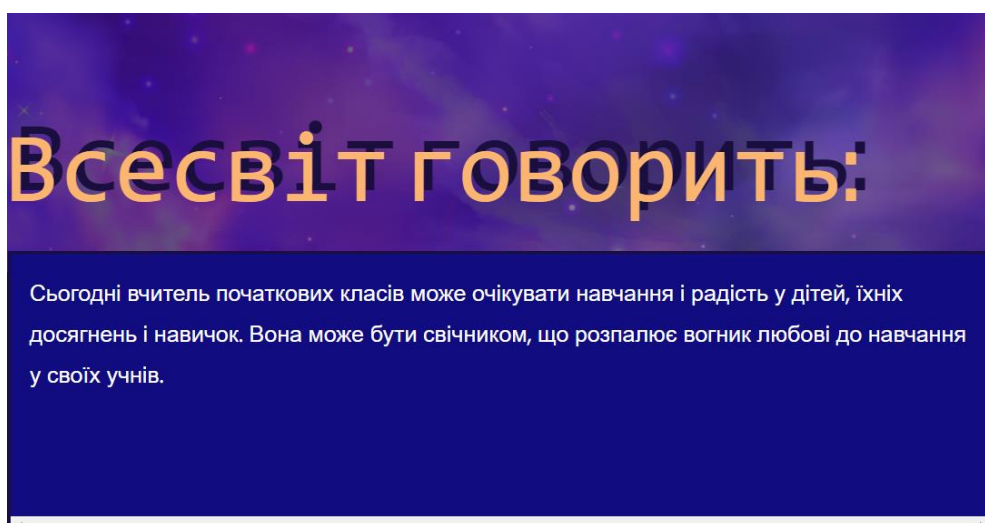 Всесвіт говорить:
Сьогодні вчитель початкових класів може очікувати навчання і радість у дітей, їхніх
досягнень і навичок. Вона може бути свічником, що розпалює вогник любові до навчання
у своїх учнів.